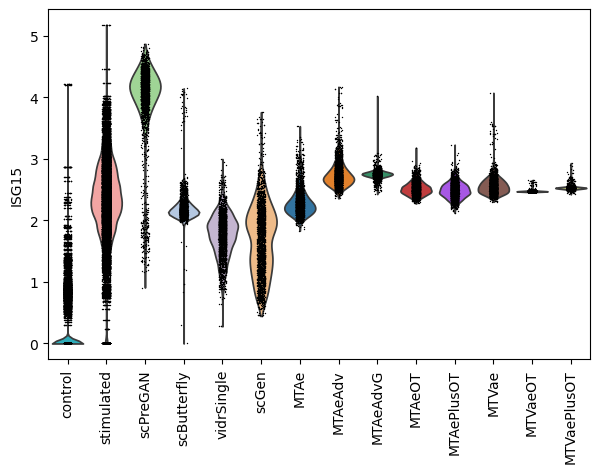 5
4
3
2
1
0
ISG15
control
stimulated
scPreGAN
scButterfly
vidrSingle
scGen
MTAe
MTAeAdv
MTAeAdvG
MTAeOT
MTAePlusOT
MTVae
MTVaeOT
MTVaePlusOT